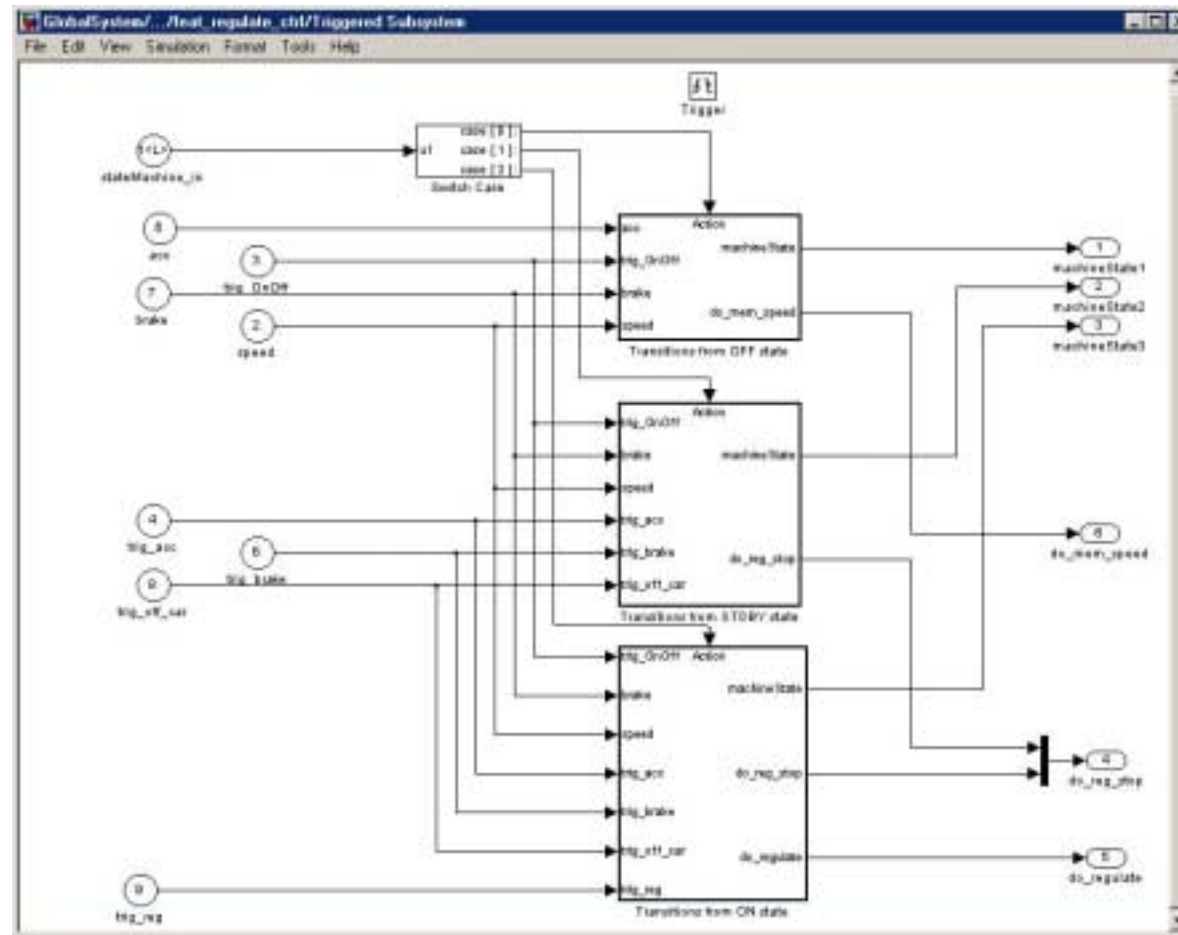 GlobalSystem/.../feat_regulate_ctrl/Triggered Subsystem
File Edit View Simulation Format Tools Help
Trigger
case [ 0 ]:
u1 case [ 1 ]:
case [ 2 ]:
Switch Case
stateMachine_in
acc
3
trig_OnOff
7
brake
2
speed
Action
acc
machineState
trig_OnOff
brake
do_mem_speed
speed
Transitions from OFF state
1
machineState1
2
machineState2
3
machineState3
Action
trig_OnOff
brake
machineState
speed
trig_acc
trig_brake
do_reg_stop
trig_off_car
Transitions from STDBY state
4
trig_acc
6
trig_brake
trig_off_car
6
do_mem_speed
trig_OnOff Action
machineState
brake
speed
trig_acc
do_reg_stop
trig_brake
trig_off_car
do_regulate
trig_reg
Transitions from ON state
4
do_reg_stop
5
do_regulate
9
trig_reg